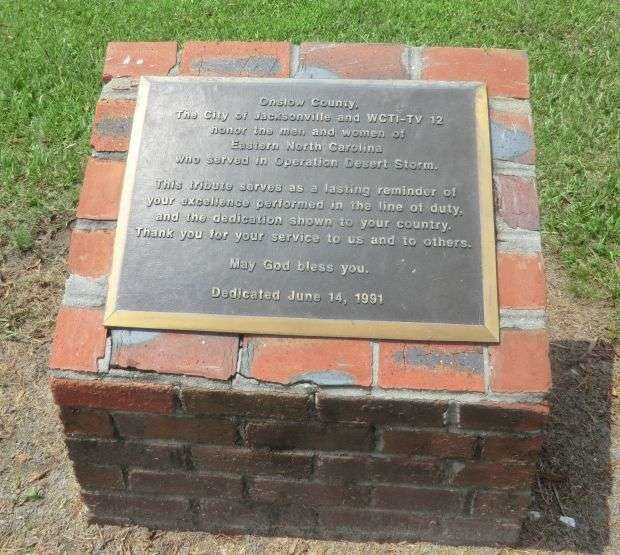 Onslow County,
The City of Jacksonville and WCTI-TV 12
honor the men and women of
Eastern North Carolina
who served in Operation Desert Storm.
This tribute serves as a lasting reminder of
your excellence performed in the line of duty,
and the dedication shown to your country.
Thank you for your service to us and to others.
May God bless you.
Dedicated June 14, 1991